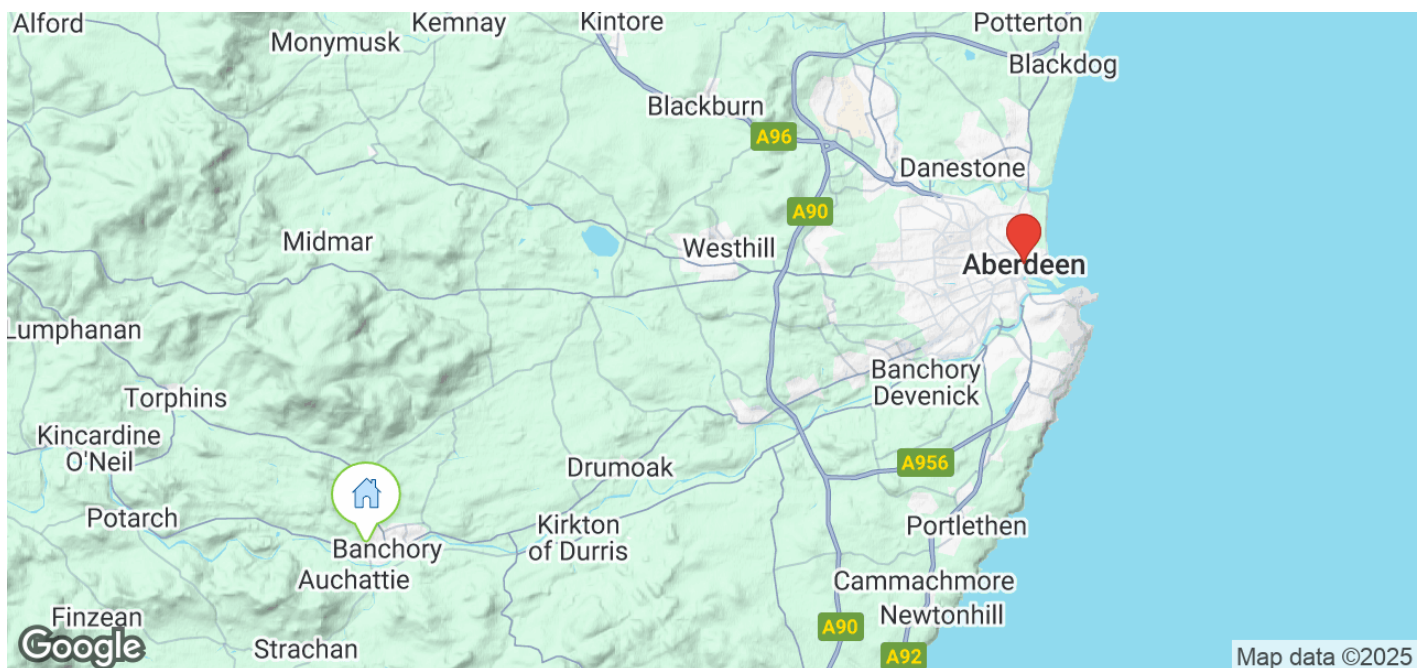 Alford
Kemnay
Kintore
Potterton
Monymusk
Blackdog
Blackburn
A96
Danestone
A90
Midmar
Westhill
Aberdeen
Lumphanan
Banchory
Devenick
Torphins
Kincardine
O'Neil
Drumoak
A956
Potarch
Banchory
Kirkton
of Durris
Portlethen
Auchattie
Cammachmore
Newtonhill
Finzean
Strachan
A90
A92
Google
Map data ©2025